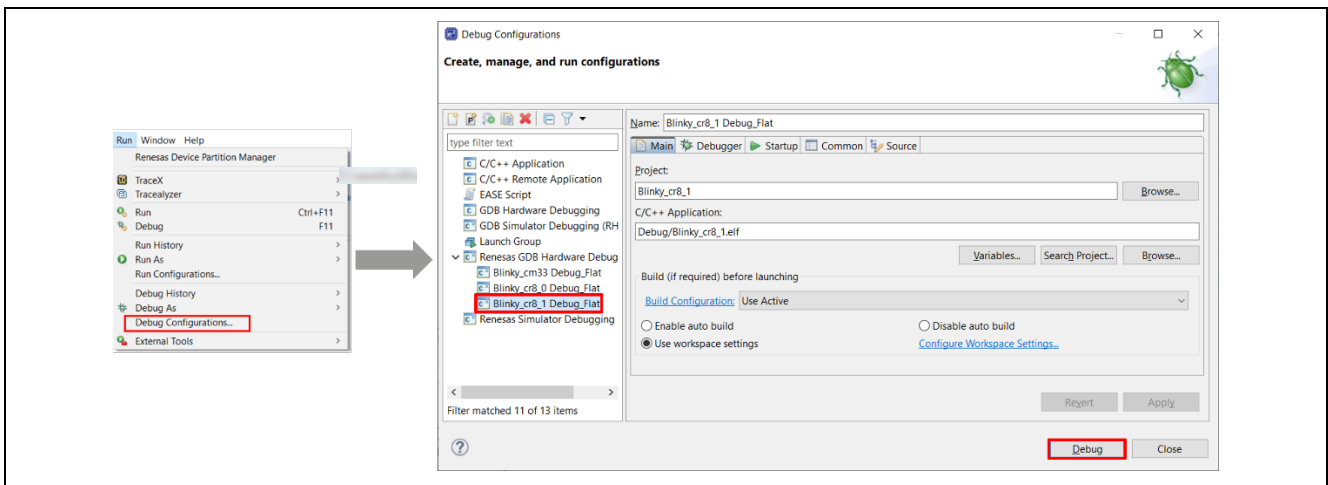 Run Window Help
Renesas Device Partition Manager
TraceX
Tracealyzer
Run Ctrl+F11
Debug F11
Run History
Run As
Run Configurations...
Debug History
Debug As
Debug Configurations...
External Tools
Debug Configurations
Create, manage, and run configurations
type filter text
C/C++ Application
C/C++ Remote Application
EASE Script
GDB Hardware Debugging
GDB Simulator Debugging (RH
Launch Group
Renesas GDB Hardware Debug
Blinky_cm33 Debug_Flat
Blinky_cr8_0 Debug_Flat
Blinky_cr8_1 Debug_Flat
Renesas Simulator Debugging
Filter matched 11 of 13 items
Name: Blinky_cr8_1 Debug_Flat
Main Debugger Startup Common Source
Project:
Blinky_cr8_1 Browse...
C/C++ Application:
Debug/Blinky_cr8_1.elf
Variables... Search Project... Browse...
Build (if required) before launching
Build Configuration: Use Active
Enable auto build Disable auto build
Use workspace settings Configure Workspace Settings...
Revert Apply
Debug Close